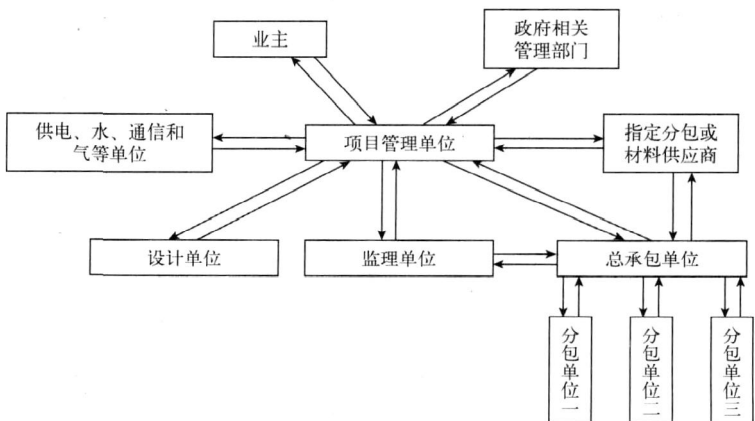 业主
政府相关
管理部门
供电、水、通信和
气等单位
项目管理单位
指定分包或
材料供应商
设计单位
监理单位
总承包单位
分包单位一
分包单位二
分包单位三